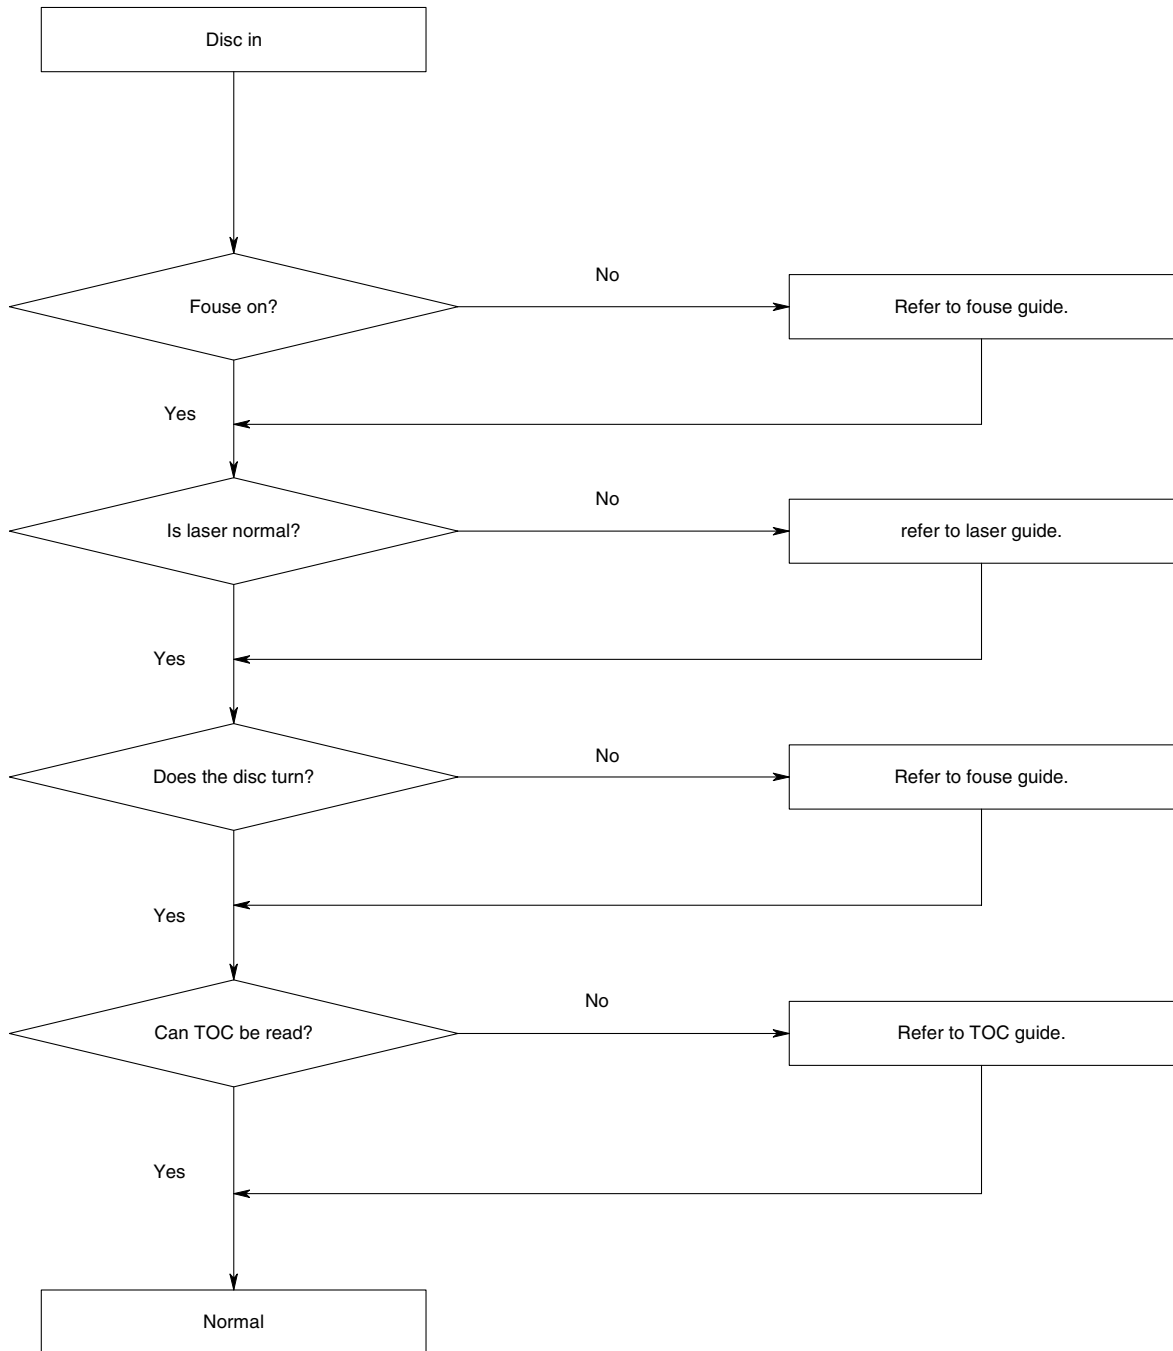 Disc in
Fouse on?
No
Refer to fouse guide.
Yes
Is laser normal?
No
refer to laser guide.
Yes
Does the disc turn?
No
Refer to fouse guide.
Yes
Can TOC be read?
No
Refer to TOC guide.
Yes
Normal